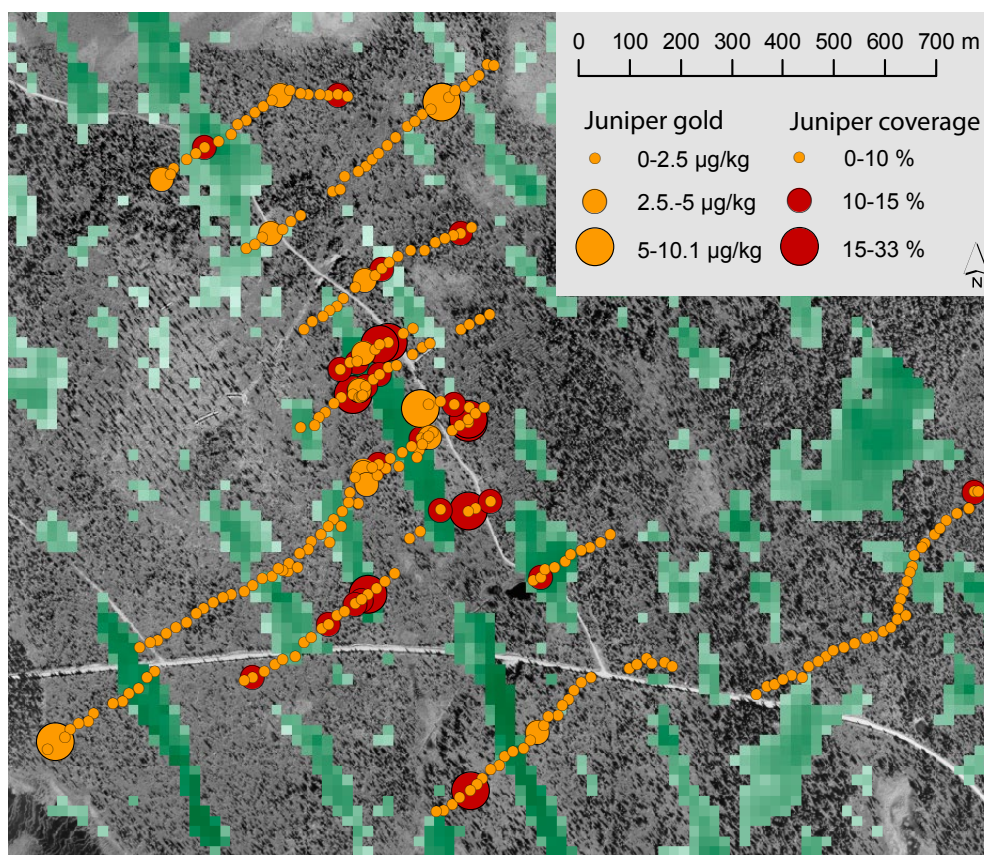 0 100 200 300 400 500 600 700 m
Juniper gold Juniper coverage
0-2.5 µg/kg 0-10 %
2.5.-5 µg/kg 10-15 %
5-10.1 µg/kg 15-33 %
N